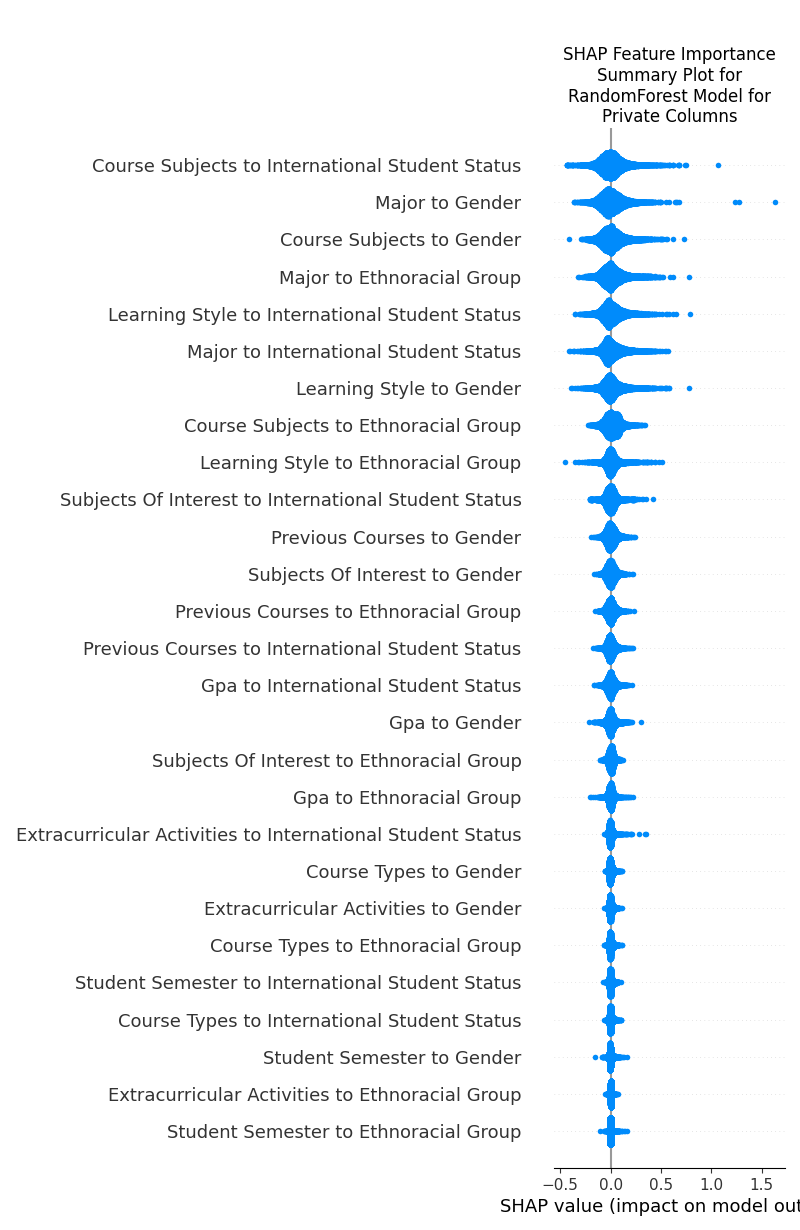 SHAP Feature Importance
Summary Plot for
RandomForest Model for
Private Columns
Course Subjects to International Student Status
Major to Gender
Course Subjects to Gender
Major to Ethnoracial Group
Learning Style to International Student Status
Major to International Student Status
Learning Style to Gender
Course Subjects to Ethnoracial Group
Learning Style to Ethnoracial Group
Subjects Of Interest to International Student Status
Previous Courses to Gender
Subjects Of Interest to Gender
Previous Courses to Ethnoracial Group
Previous Courses to International Student Status
Gpa to International Student Status
Gpa to Gender
Subjects Of Interest to Ethnoracial Group
Gpa to Ethnoracial Group
Extracurricular Activities to International Student Status
Course Types to Gender
Extracurricular Activities to Gender
Course Types to Ethnoracial Group
Student Semester to International Student Status
Course Types to International Student Status
Student Semester to Gender
Extracurricular Activities to Ethnoracial Group
Student Semester to Ethnoracial Group
−0.5 0.0 0.5 1.0 1.5
SHAP value (impact on model out